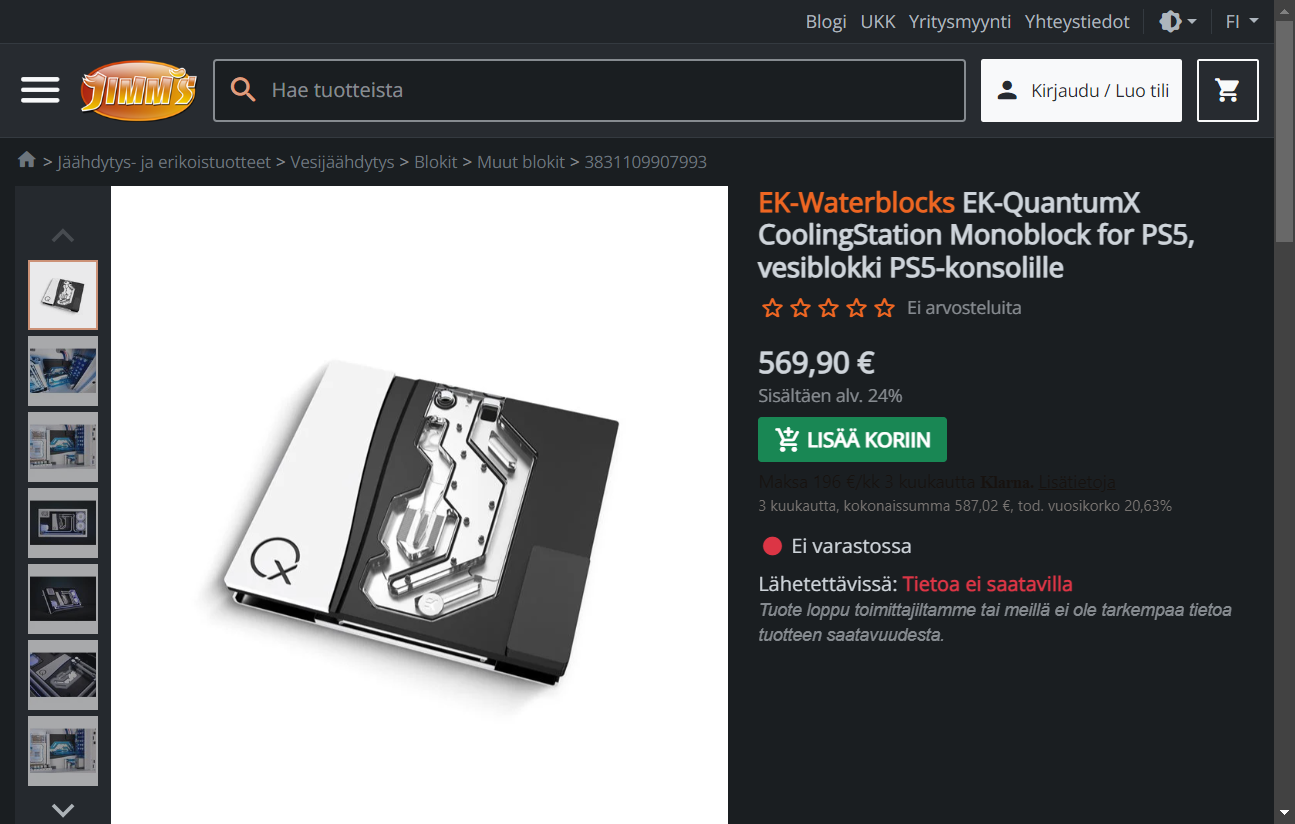 Blogi UKK Yritysmyynti Yhteystiedot FI
JIMM'S Hae tuotteista Kirjaudu / Luo tili
> Jäähdytys- ja erikoistuotteet > Vesijäähdytys > Blokit > Muut blokit > 3831109907993
EK-Waterblocks EK-QuantumX
CoolingStation Monoblock for PS5,
vesiblokki PS5-konsolille
Ei arvosteluita
569,90 €
Sisältäen alv. 24%
LISÄÄ KORIIN
Maksa 196 €/kk 3 kuukautta Klarna. Lisätietoja
3 kuukautta, kokonaissumma 587,02 €, tod. vuosikorko 20,63%
Ei varastossa
Lähetettävissä: Tietoa ei saatavilla
Tuote loppu toimittajiltamme tai meillä ei ole tarkempaa tietoa
tuotteen saatavuudesta.